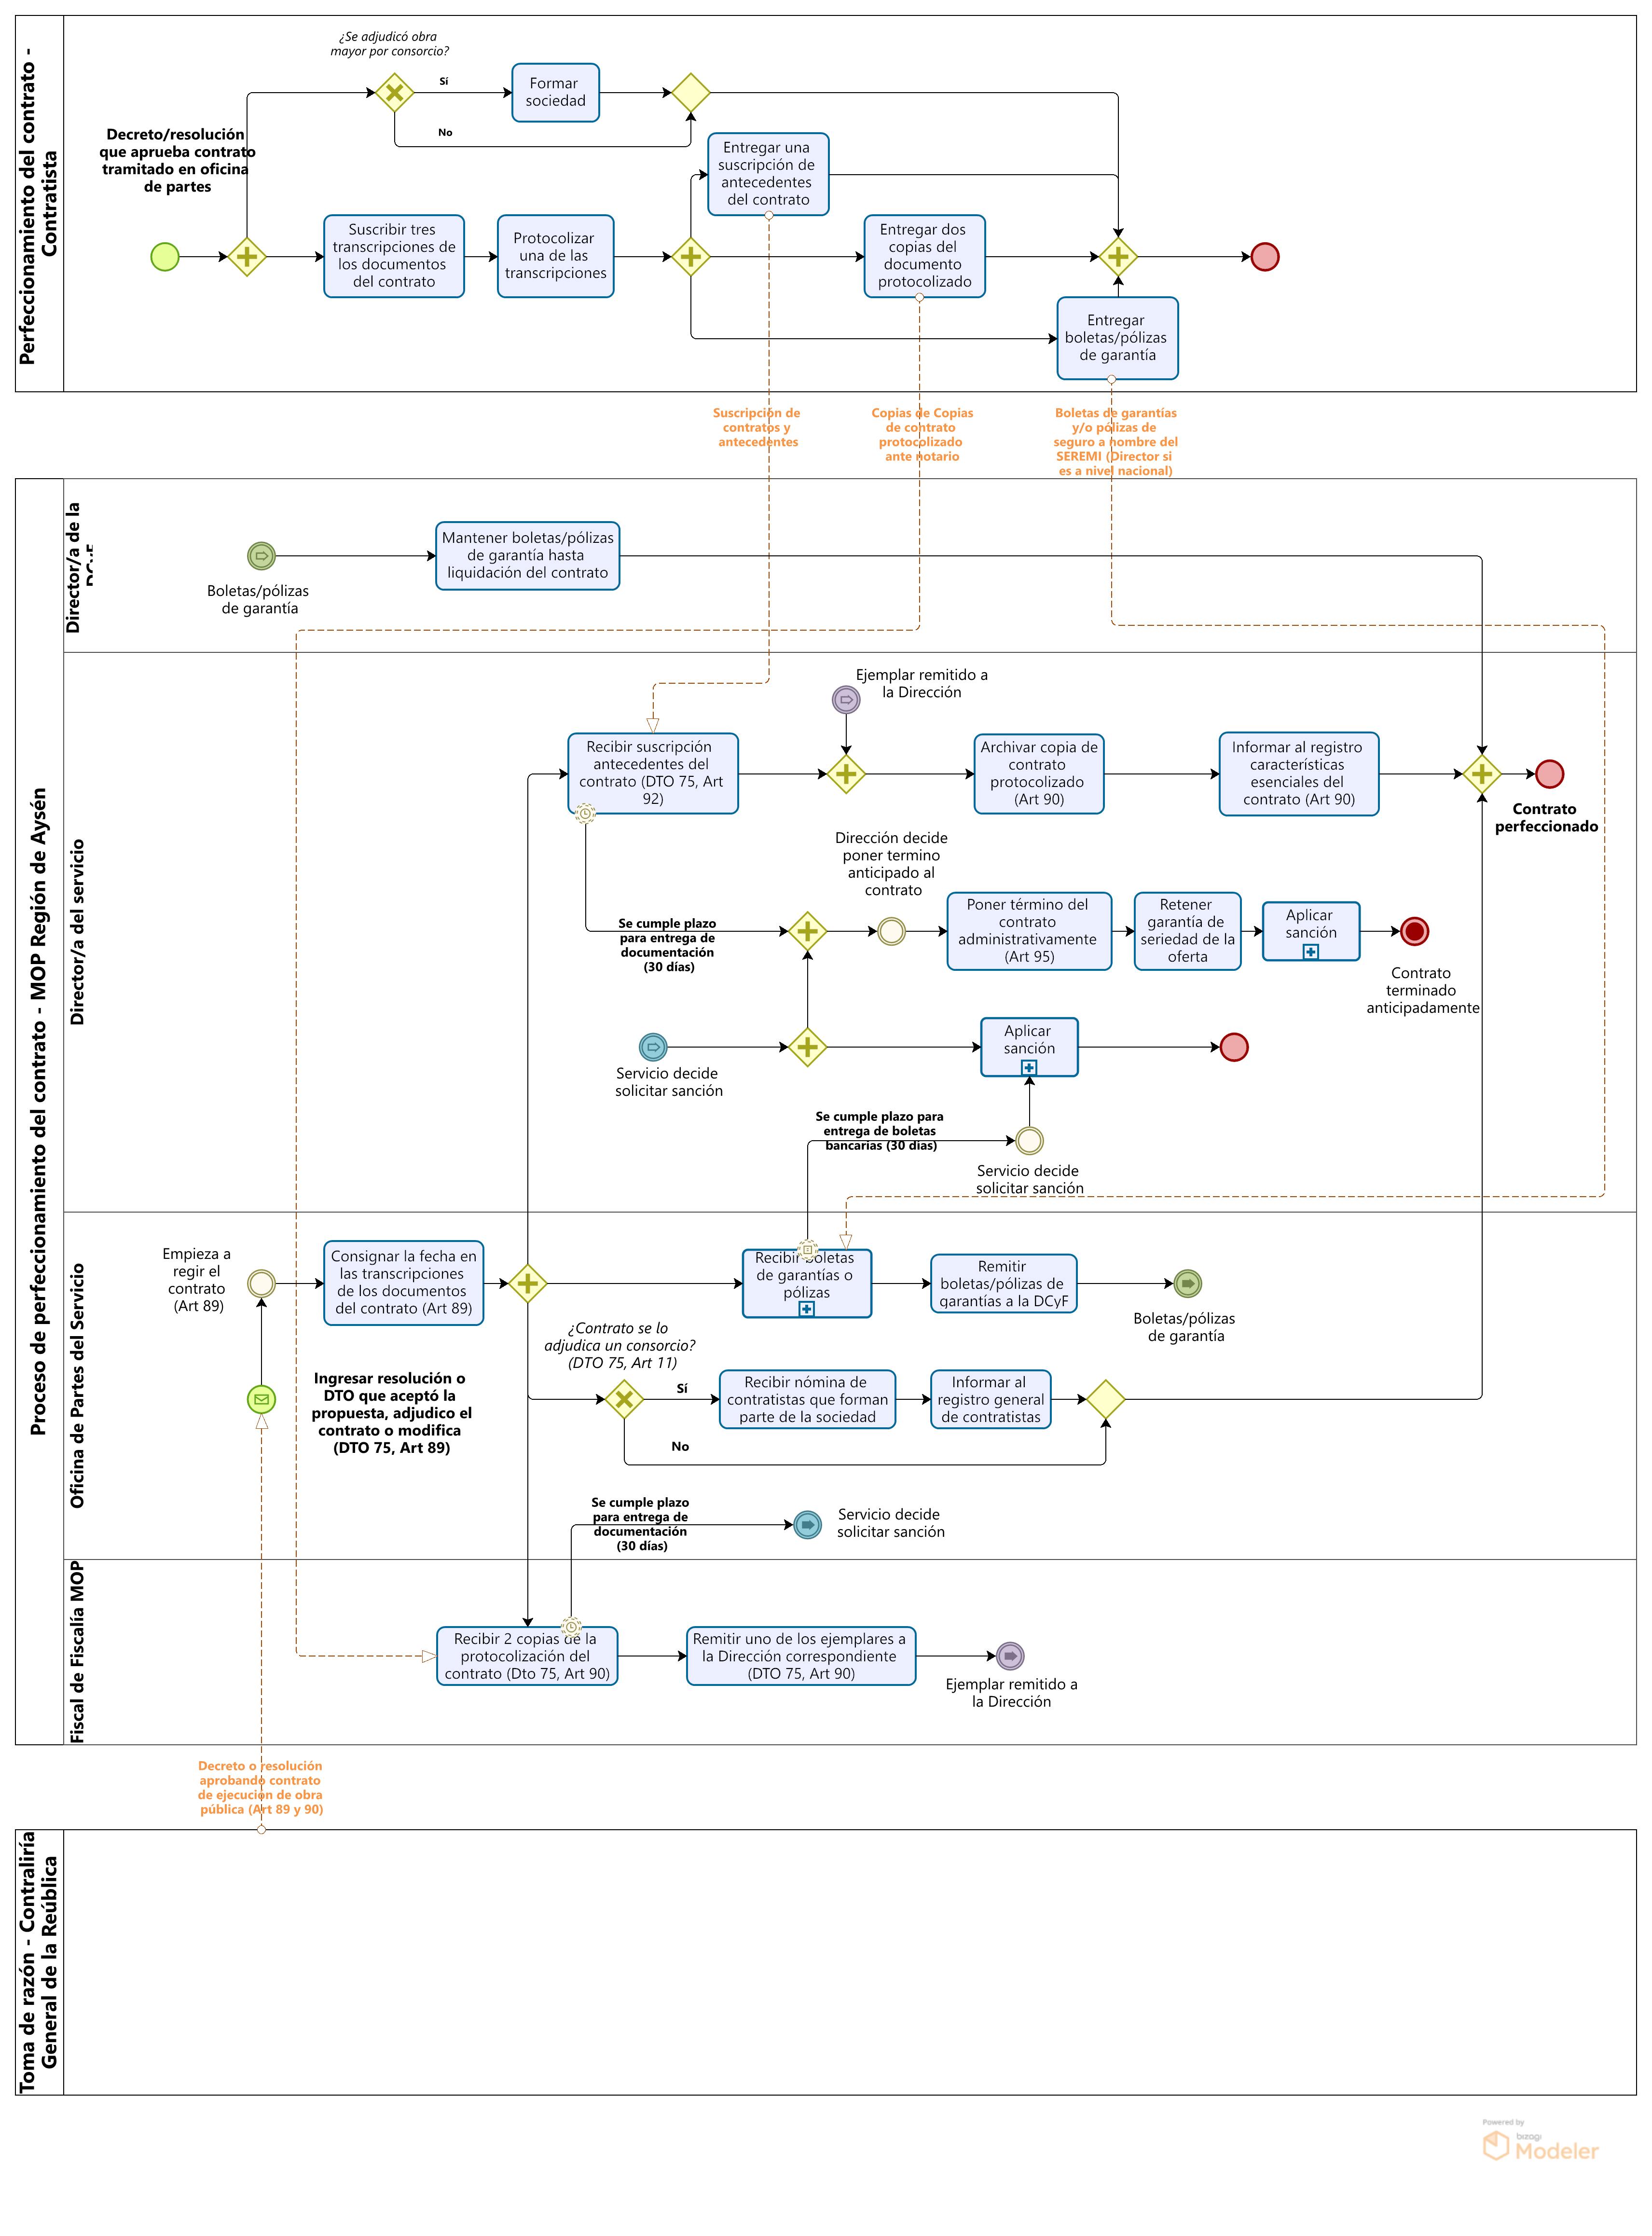 Perfeccionamiento del contrato -
Contratista
¿Se adjudicó obra
mayor por consorcio?
Sí
No
Formar
sociedad
Decreto/resolución
que aprueba contrato
tramitado en oficina
de partes
Entregar una
suscripción de
antecedentes
del contrato
Suscribir tres
transcripciones de
los documentos
del contrato
Protocolizar
una de las
transcripciones
Entregar dos
copias del
documento
protocolizado
Entregar
boletas/pólizas
de garantía
Suscripción de
contratos y
antecedentes
Copias de Copias
de contrato
protocolizado
ante notario
Boletas de garantías
y/o pólizas de
seguro a nombre del
SEREMI (Director si
es a nivel nacional)
Proceso de perfeccionamiento del contrato - MOP Región de Aysén
Director/a de la
Mantener boletas/pólizas
de garantía hasta
liquidación del contrato
Boletas/pólizas
de garantía
Director/a del servicio
Ejemplar remitido a
la Dirección
Recibir suscripción
antecedentes del
contrato (DTO 75, Art
92)
Archivar copia de
contrato
protocolizado
(Art 90)
Informar al registro
características
esenciales del
contrato (Art 90)
Contrato
perfeccionado
Dirección decide
poner termino
anticipado al
contrato
Se cumple plazo
para entrega de
documentación
(30 días)
Poner término del
contrato
administrativamente
(Art 95)
Retener
garantía de
seriedad de la
oferta
Aplicar
sanción
Contrato
terminado
anticipadamente
Servicio decide
solicitar sanción
Aplicar
sanción
Se cumple plazo para
entrega de boletas
bancarias (30 días)
Servicio decide
solicitar sanción
Oficina de Partes del Servicio
Empieza a
regir el
contrato
(Art 89)
Consignar la fecha en
las transcripciones
de los documentos
del contrato (Art 89)
Recibir boletas
de garantías o
pólizas
Remitir
boletas/pólizas de
garantías a la DCyF
Boletas/pólizas
de garantía
¿Contrato se lo
adjudica un consorcio?
(DTO 75, Art 11)
Ingresar resolución o
DTO que aceptó la
propuesta, adjudico el
contrato o modifica
(DTO 75, Art 89)
Sí
No
Recibir nómina de
contratistas que forman
parte de la sociedad
Informar al
registro general
de contratistas
Se cumple plazo
para entrega de
documentación
(30 días)
Servicio decide
solicitar sanción
Fiscal de Fiscalía MOP
Recibir 2 copias de la
protocolización del
contrato (Dto 75, Art 90)
Remitir uno de los ejemplares a
la Dirección correspondiente
(DTO 75, Art 90)
Ejemplar remitido a
la Dirección
Decreto o resolución
aprobando contrato
de ejecución de obra
pública (Art 89 y 90)
Toma de razón - Contraliría
General de la Reública
Powered by
bizagi
Modeler